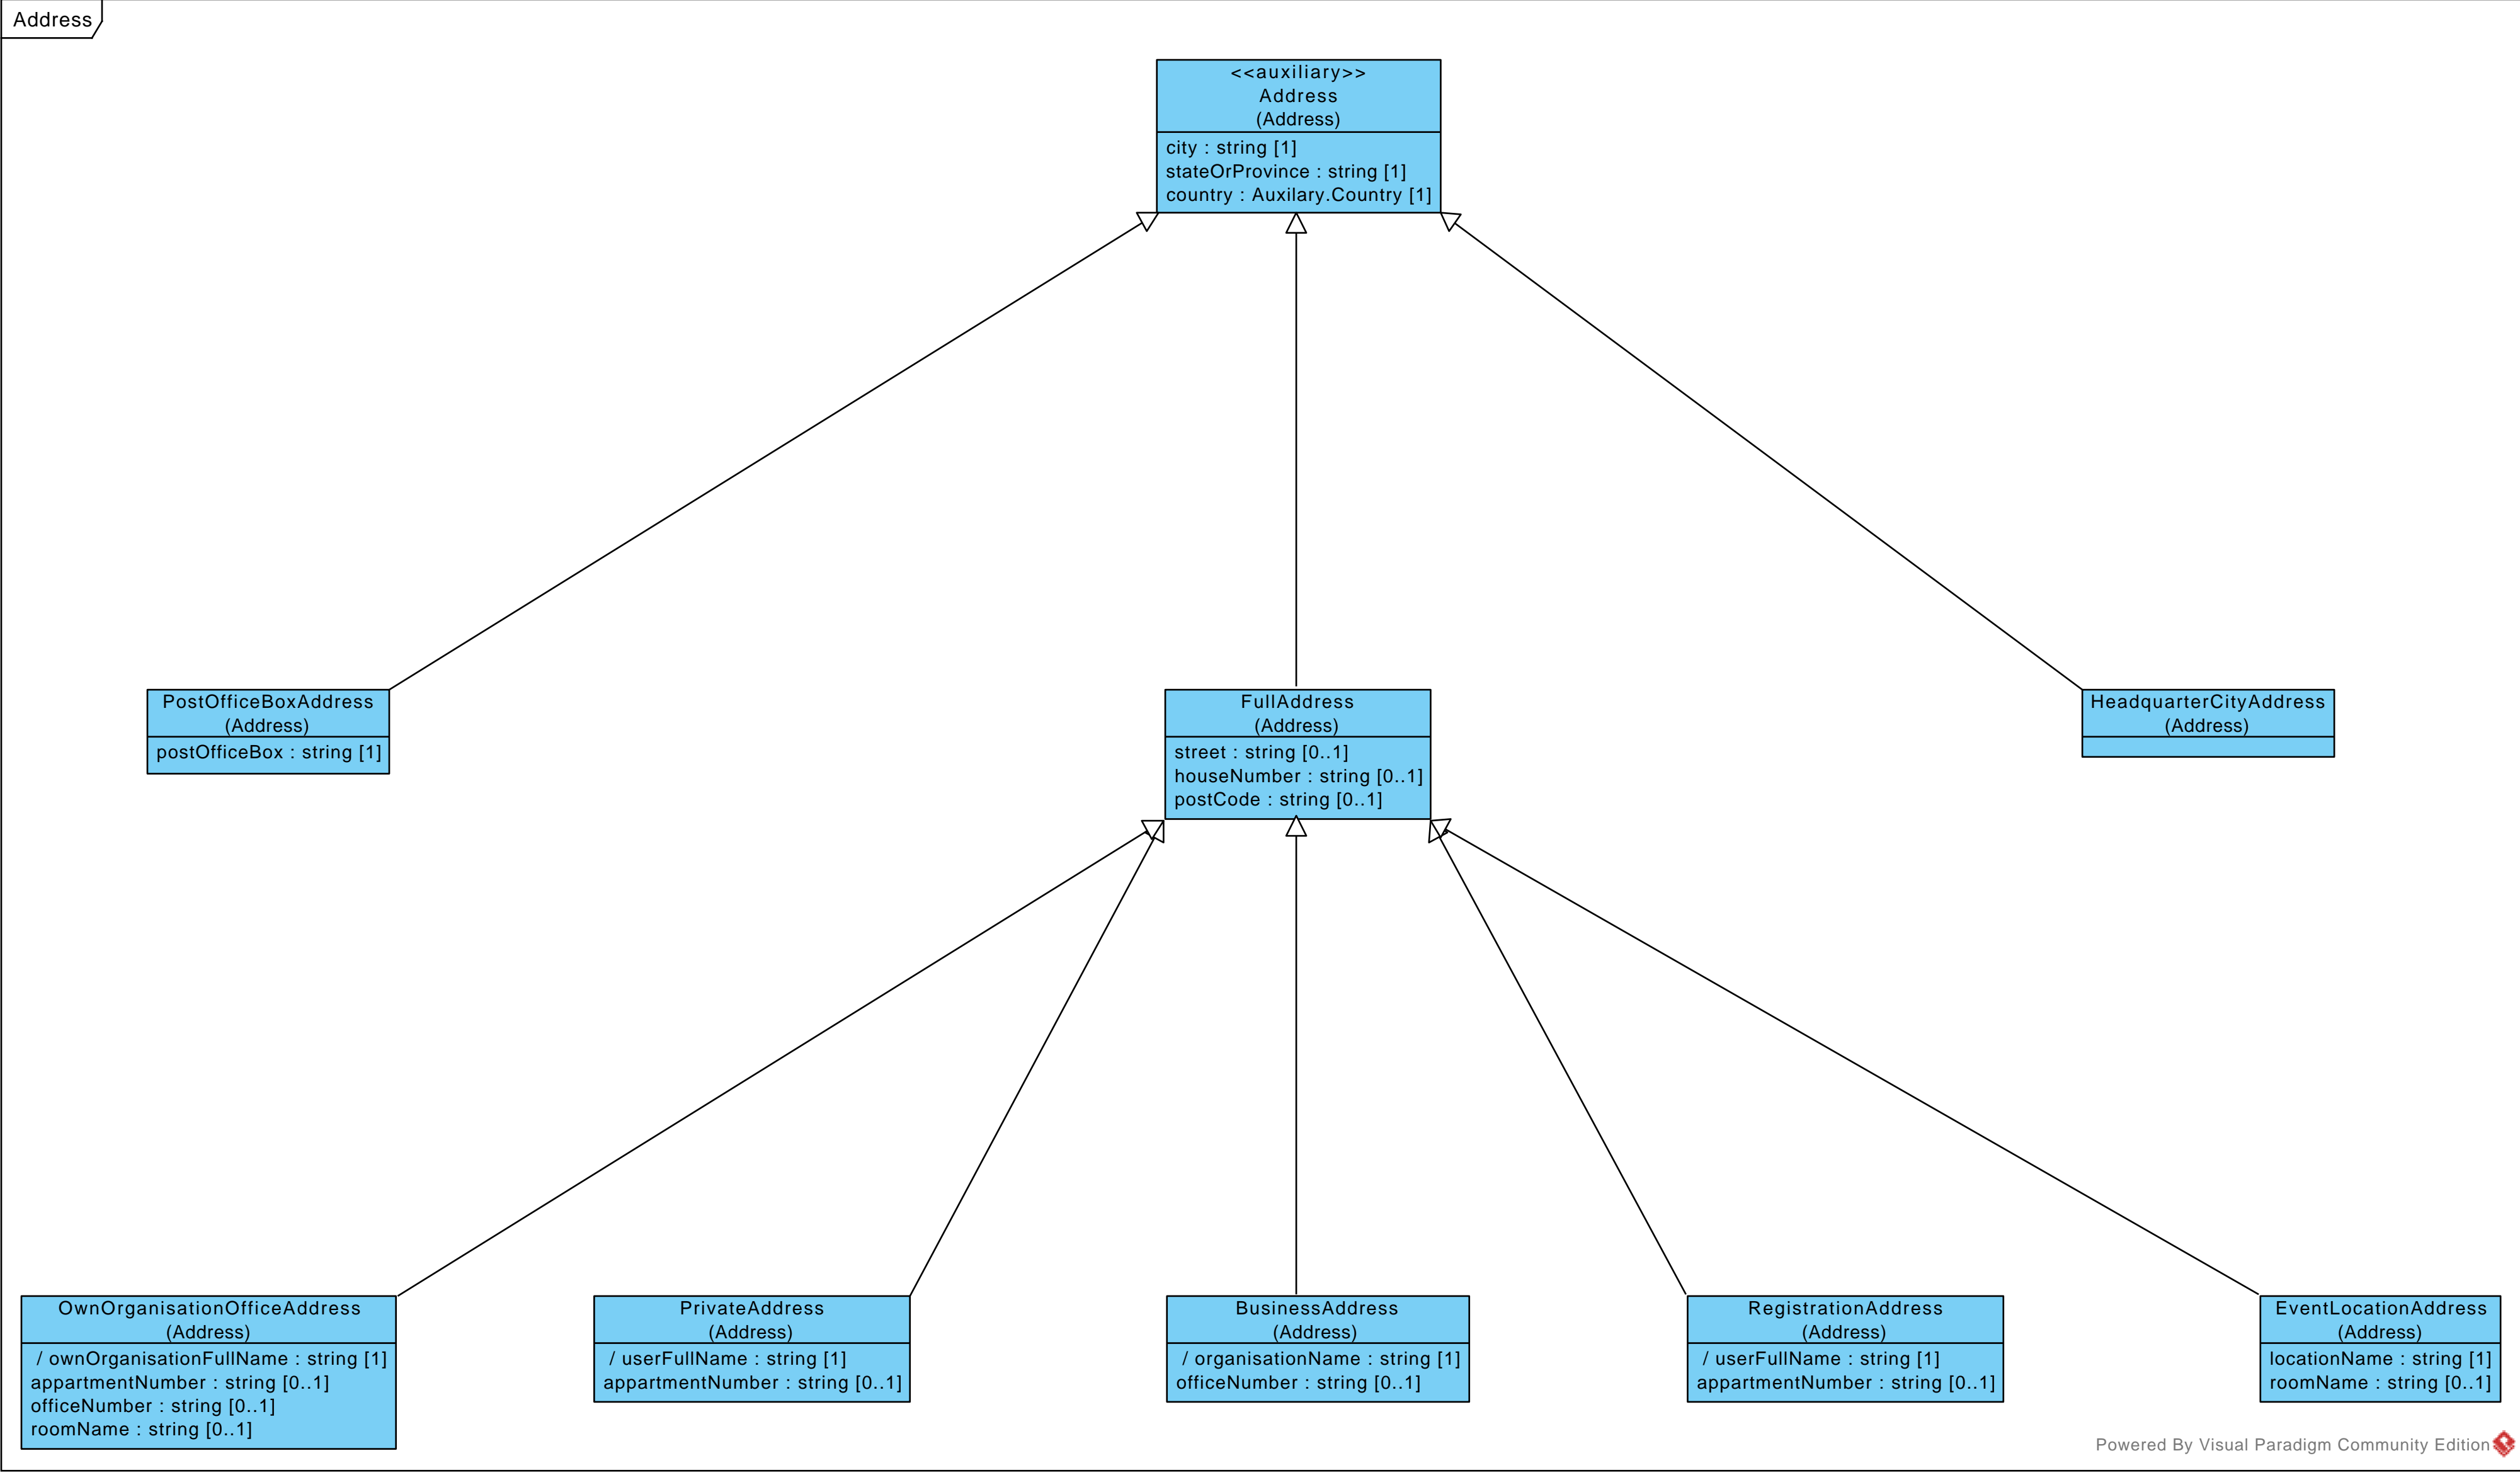 Address
<<auxiliary>>
Address
(Address)
city : string [1]
stateOrProvince : string [1]
country : Auxilary.Country [1]
PostOfficeBoxAddress
(Address)
postOfficeBox : string [1]
FullAddress
(Address)
street : string [0..1]
houseNumber : string [0..1]
postCode : string [0..1]
HeadquarterCityAddress
(Address)
OwnOrganisationOfficeAddress
(Address)
/ ownOrganisationFullName : string [1]
appartmentNumber : string [0..1]
officeNumber : string [0..1]
roomName : string [0..1]
PrivateAddress
(Address)
/ userFullName : string [1]
appartmentNumber : string [0..1]
BusinessAddress
(Address)
/ organisationName : string [1]
officeNumber : string [0..1]
RegistrationAddress
(Address)
/ userFullName : string [1]
appartmentNumber : string [0..1]
EventLocationAddress
(Address)
locationName : string [1]
roomName : string [0..1]
Powered By Visual Paradigm Community Edition